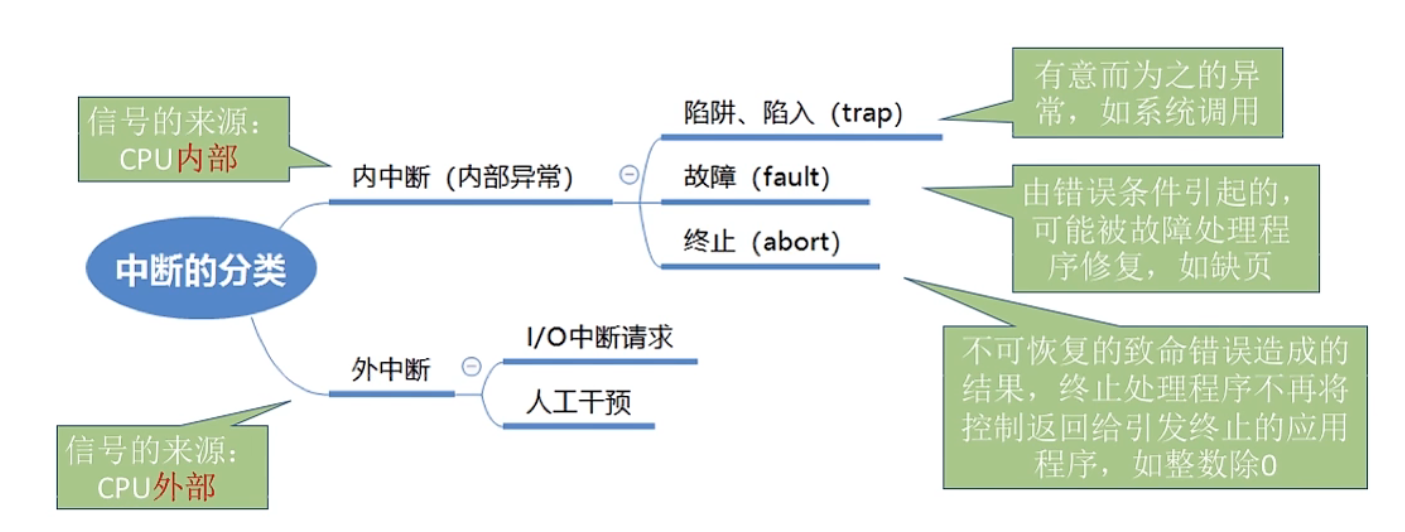 信号的来源：
CPU内部
中断的分类
内中断（内部异常）
陷阱、陷入（trap）
有意而为之的异
常，如系统调用
故障（fault）
由错误条件引起的，
可能被故障处理程
序修复，如缺页
终止（abort）
不可恢复的致命错误造成的
结果，终止处理程序不再将
控制返回给引发终止的应用
程序，如整数除0
外中断
I/O中断请求
人工干预
信号的来源：
CPU外部